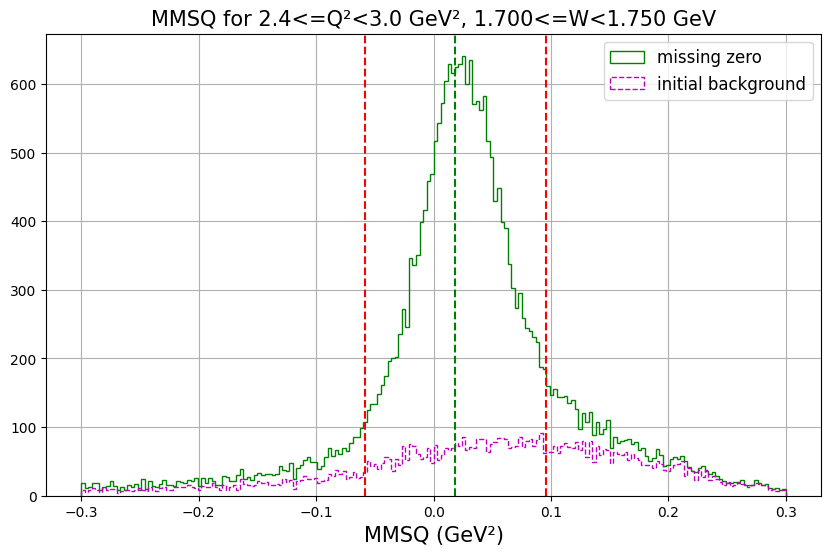 MMSQ for 2.4<=Q²<3.0 GeV², 1.700<=W<1.750 GeV
missing zero
initial background
600
500
400
300
200
100
0
−0.3 −0.2 −0.1 0.0 0.1 0.2 0.3
MMSQ (GeV²)